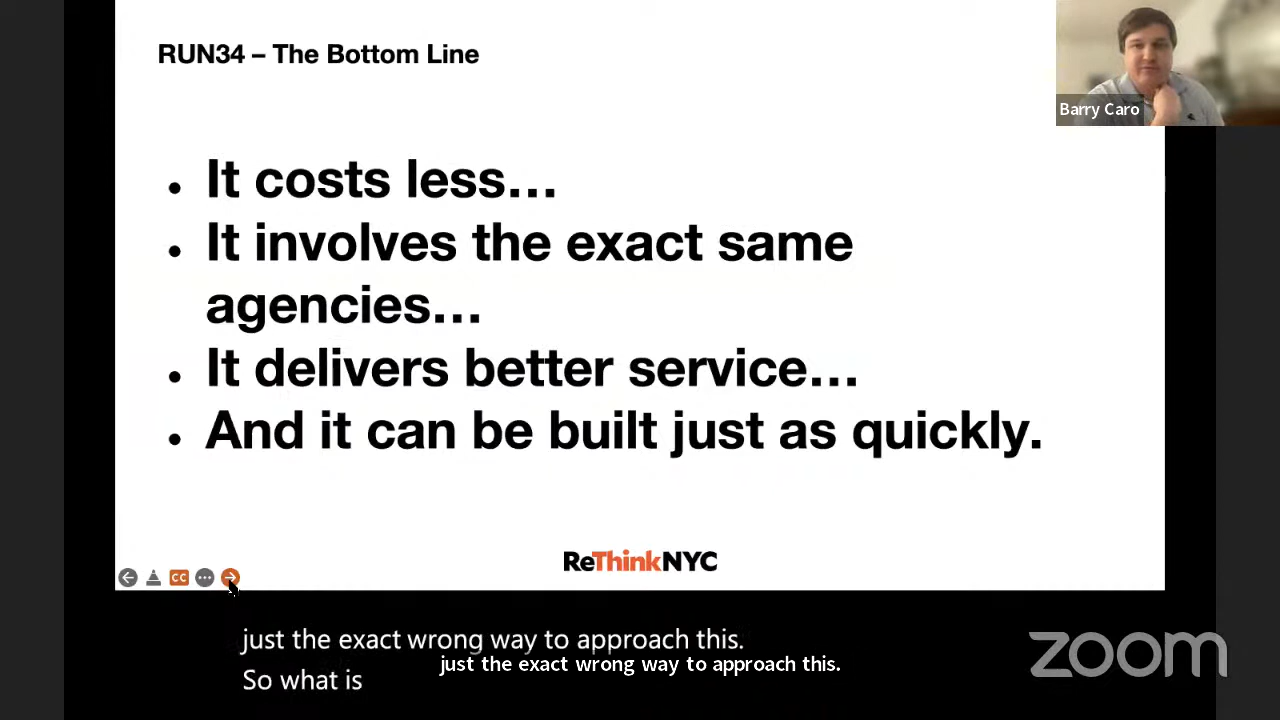 RUN34 – The Bottom Line
Barry Caro
• It costs less…
• It involves the exact same
agencies…
• It delivers better service…
• And it can be built just as quickly.
ReThinkNYC
CC
just the exact wrong way to approach this.
So what is
just the exact wrong way to approach this.
zoom